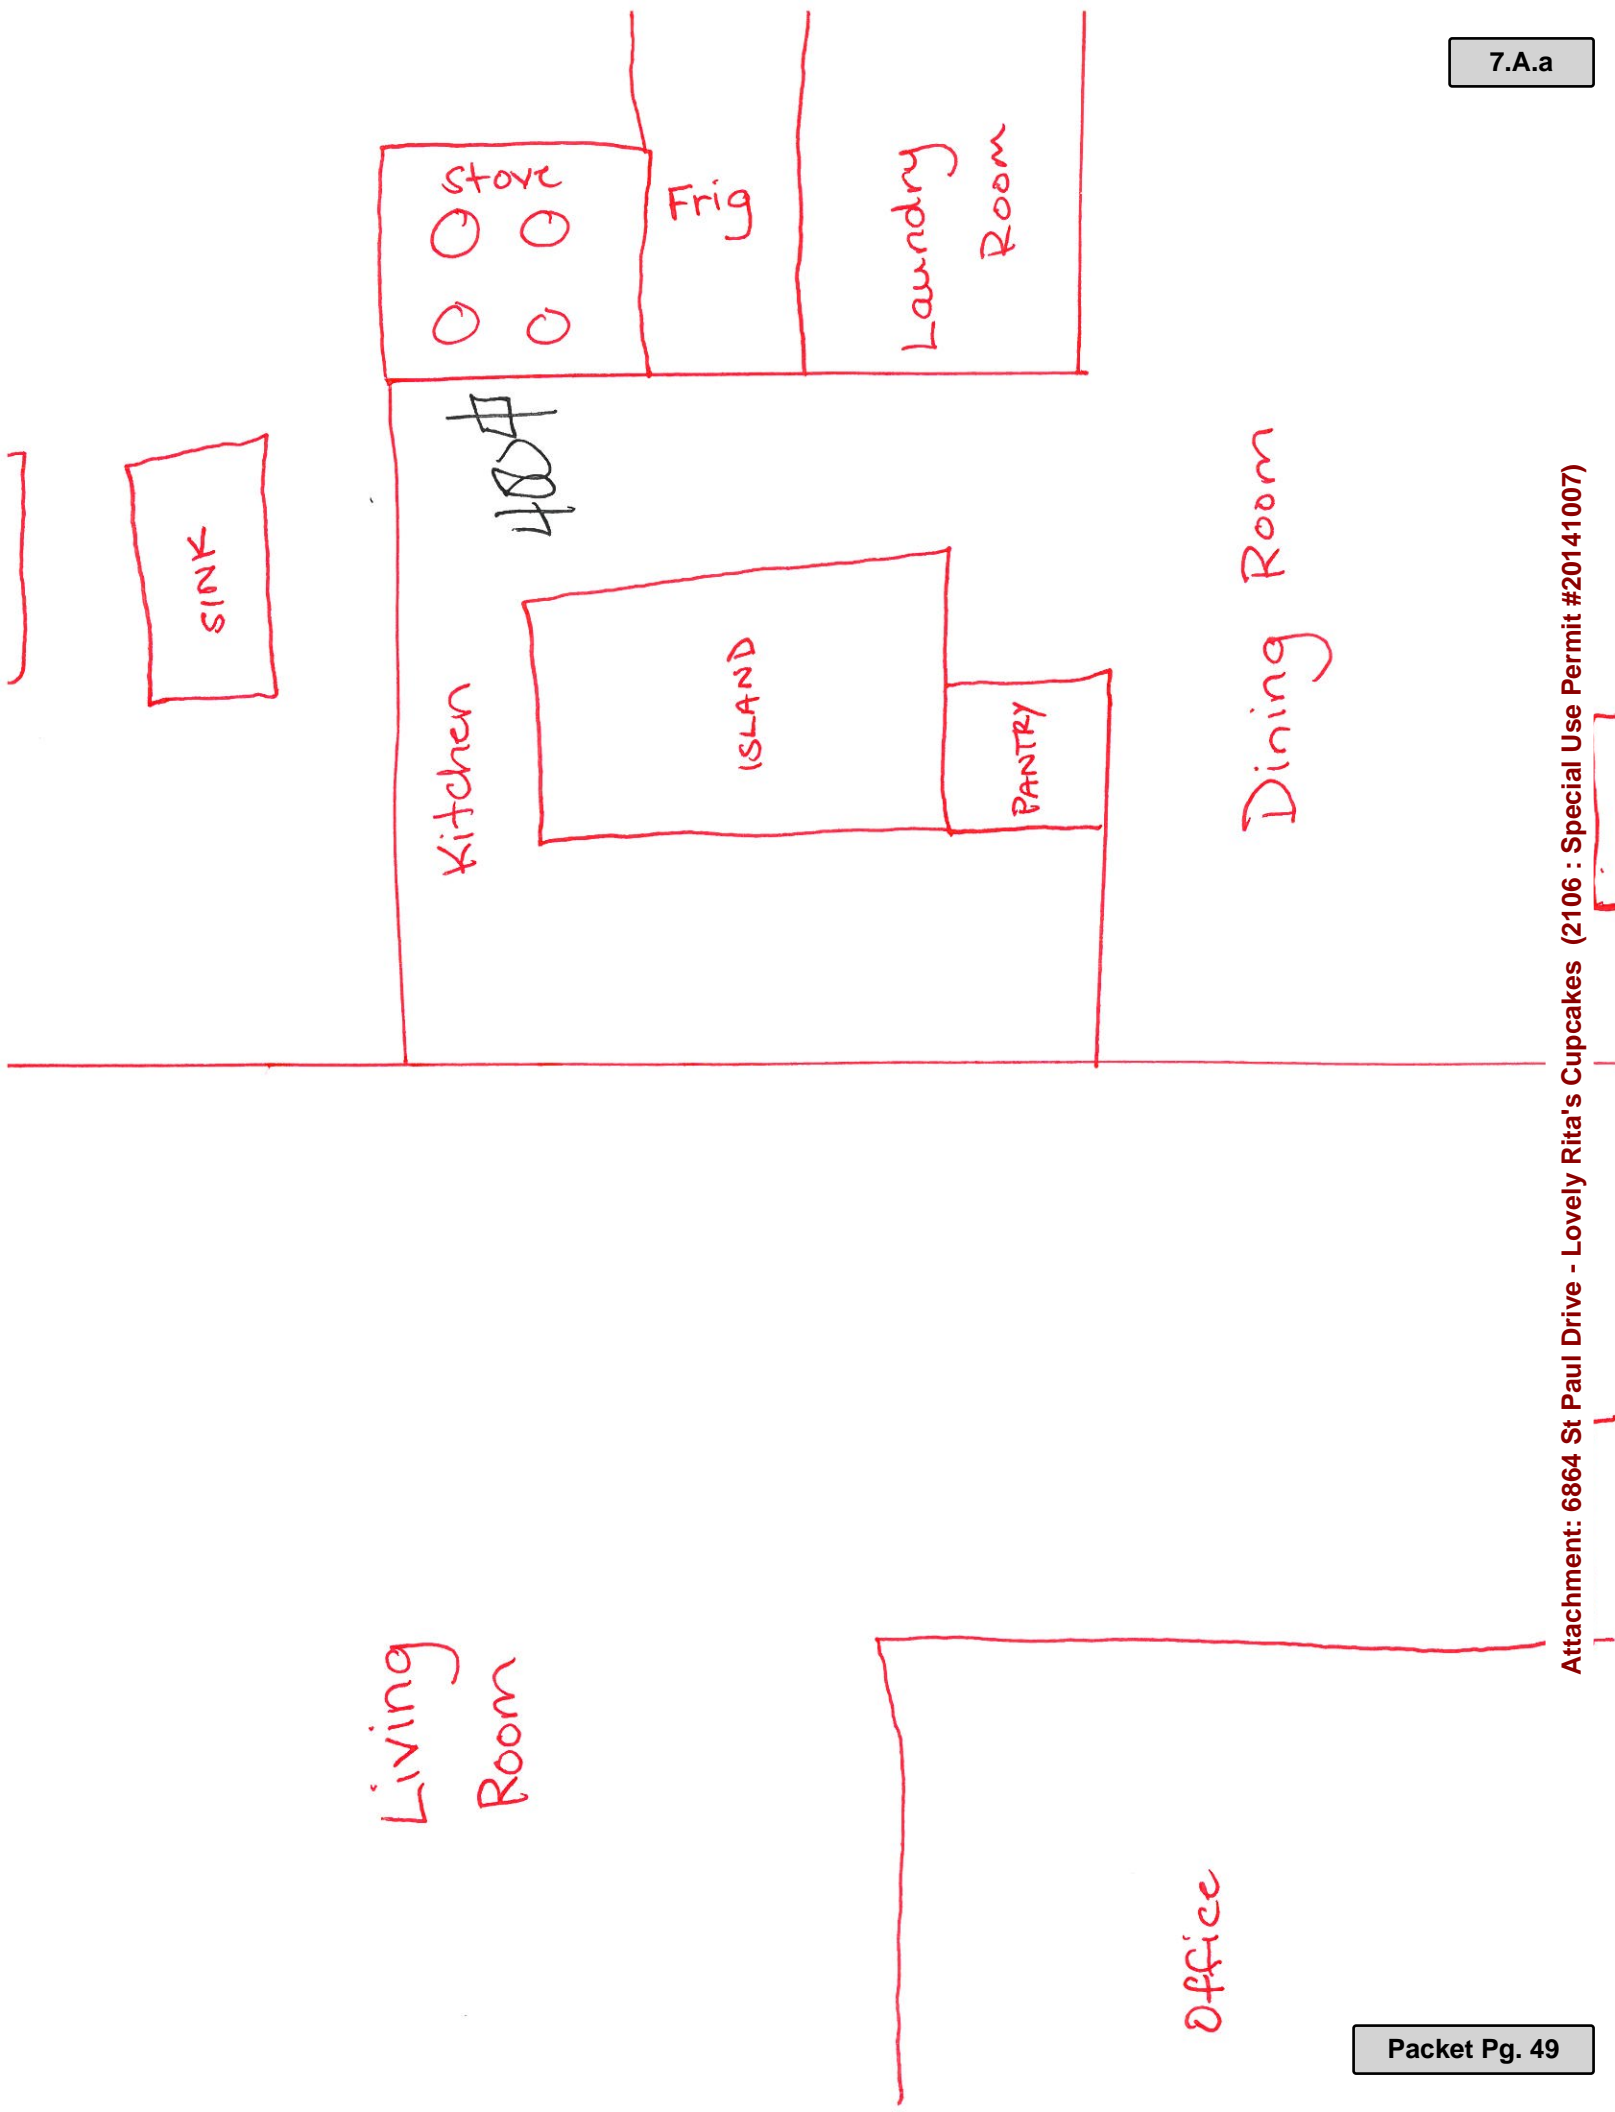 7.A.a
Stove
Frig
Laundry
Room
480
SINK
Kitchen
ISLAND
PANTRY
Dining Room
Living
Room
Office
Attachment: 6864 St Paul Drive - Lovely Rita's Cupcakes (2106 : Special Use Permit #20141007)
Packet Pg. 49